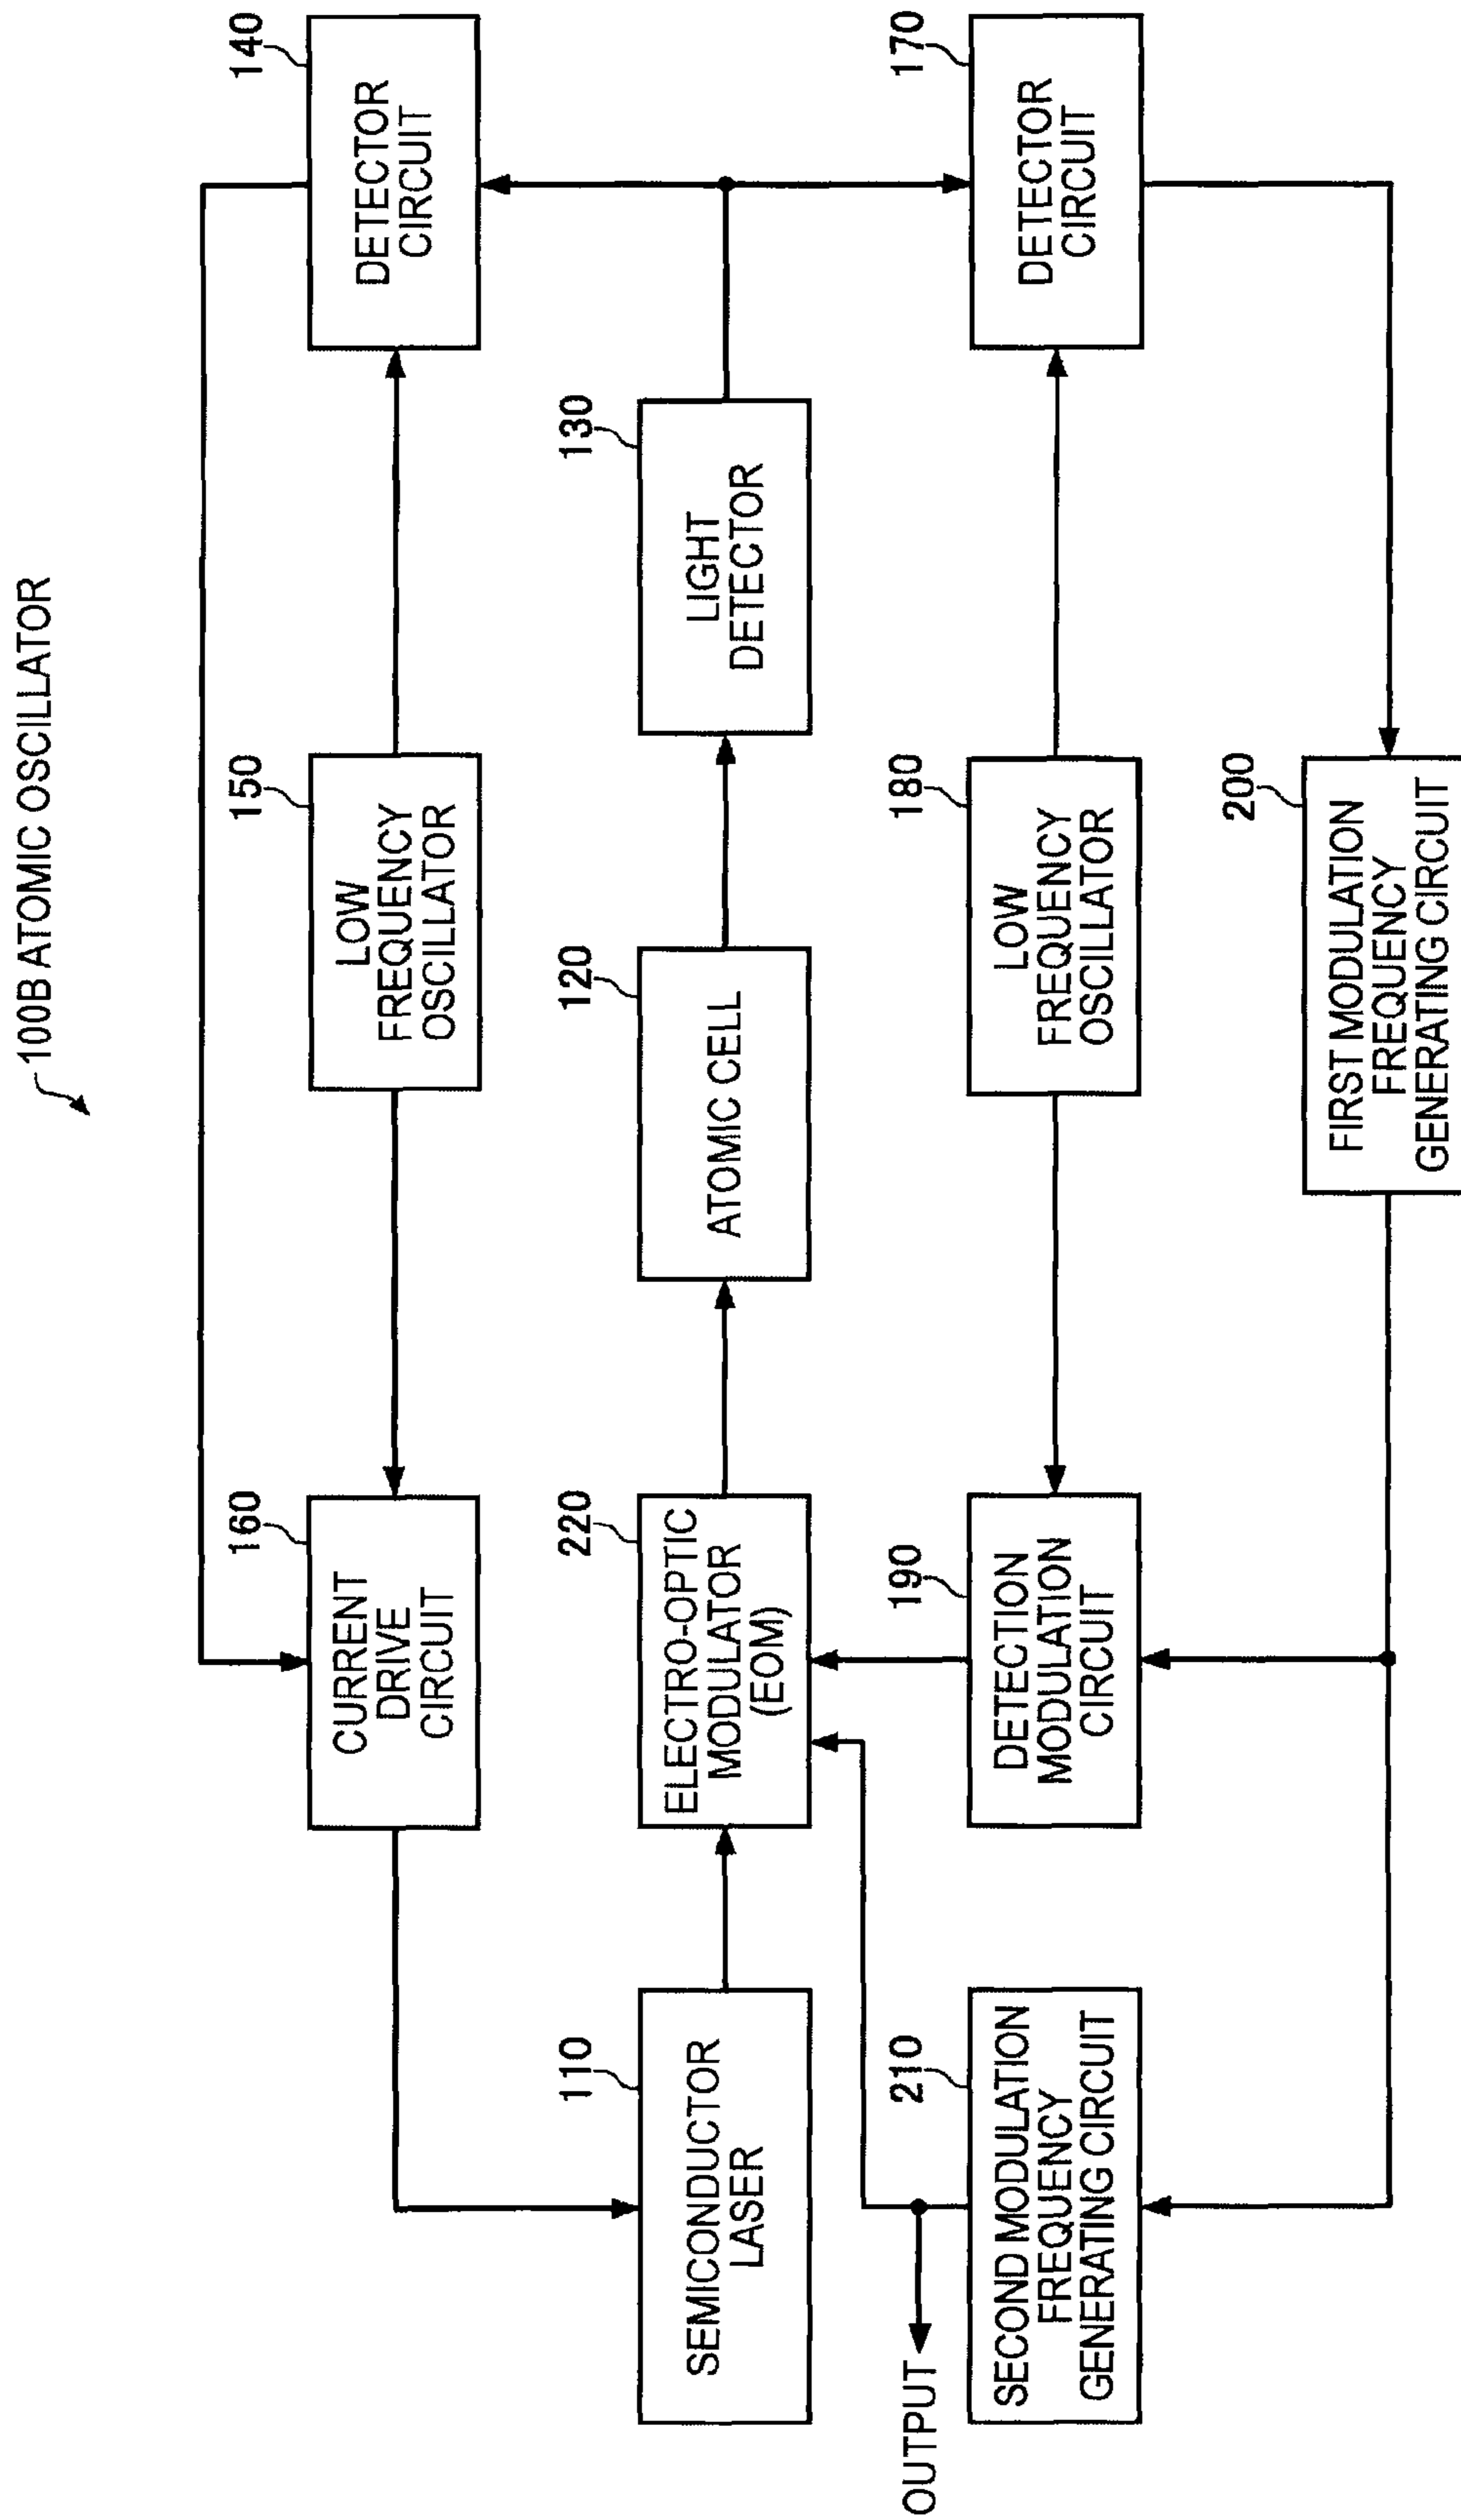 100B ATOMIC OSCILLATOR
140
DETECTOR
CIRCUIT
150
LOW
FREQUENCY
OSCILLATOR
160
CURRENT
DRIVE
CIRCUIT
110
SEMICONDUCTOR
LASER
220
ELECTRO-OPTIC
MODULATOR
(EOM)
120
ATOMIC CELL
130
LIGHT
DETECTOR
OUTPUT
210
SECOND MODULATION
FREQUENCY
GENERATING CIRCUIT
190
DETECTION
MODULATION
CIRCUIT
180
LOW
FREQUENCY
OSCILLATOR
170
DETECTOR
CIRCUIT
200
FIRST MODULATION
FREQUENCY
GENERATING CIRCUIT